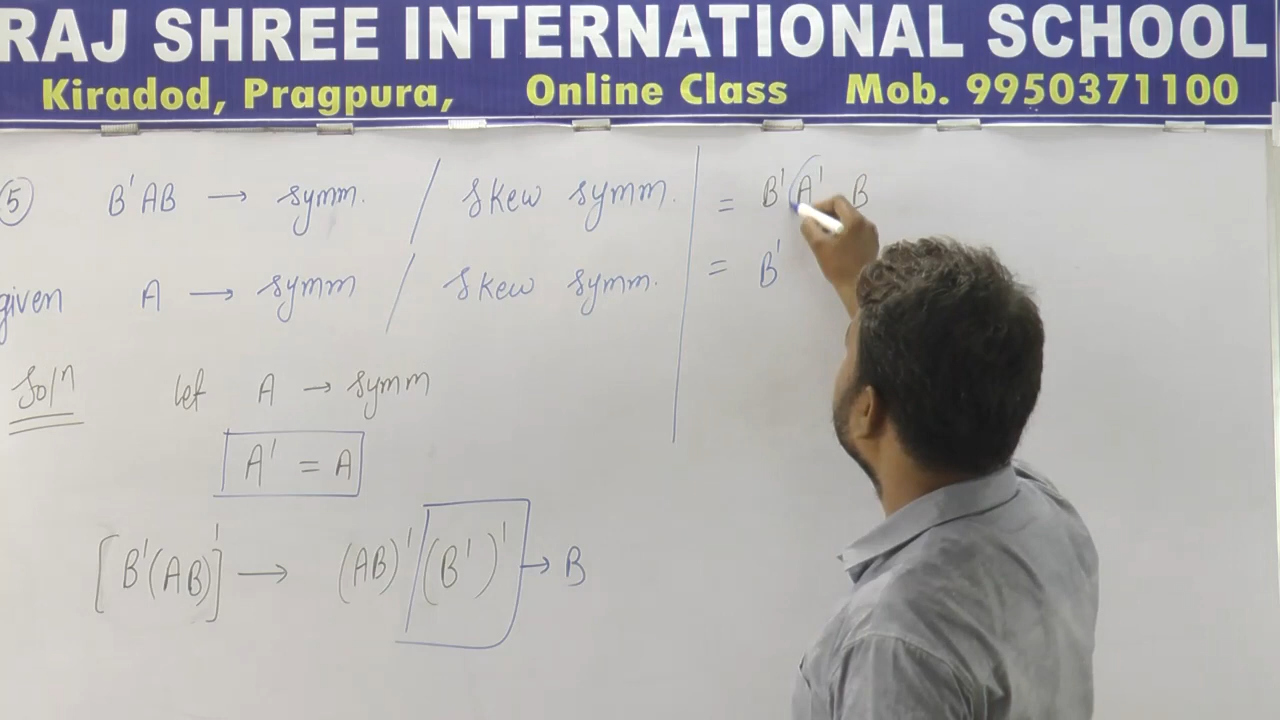 RAJ SHREE INTERNATIONAL SCHOOL
Kiradod, Pragpura, Online Class Mob. 9950371100
5 B'AB → symm. / skew symm.
given A → symm / skew symm.
Solⁿ let A → symm
A' = A
[B'(AB)]' → (AB)'(B')' → B
= B'A' B
= B'